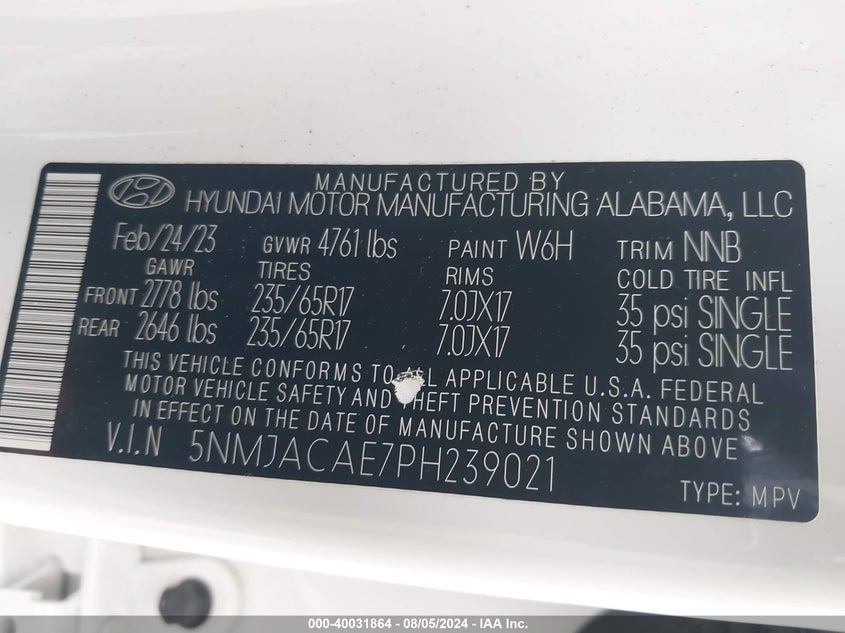 MANUFACTURED BY
HYUNDAI MOTOR MANUFACTURING ALABAMA, LLC
Feb/24/23 GVWR 4761 lbs PAINT W6H TRIM NNB
GAWR TIRES RIMS COLD TIRE INFL
FRONT 2778 lbs 235/65R17 7.0JX17 35 psi SINGLE
REAR 2646 lbs 235/65R17 7.0JX17 35 psi SINGLE
THIS VEHICLE CONFORMS TO ALL APPLICABLE U.S.A. FEDERAL
MOTOR VEHICLE SAFETY AND THEFT PREVENTION STANDARDS
IN EFFECT ON THE DATE OF MANUFACTURE SHOWN ABOVE
V.I.N 5NMJACAE7PH239021
TYPE: MPV
000-40031864 - 08/05/2024 - IAA Inc.